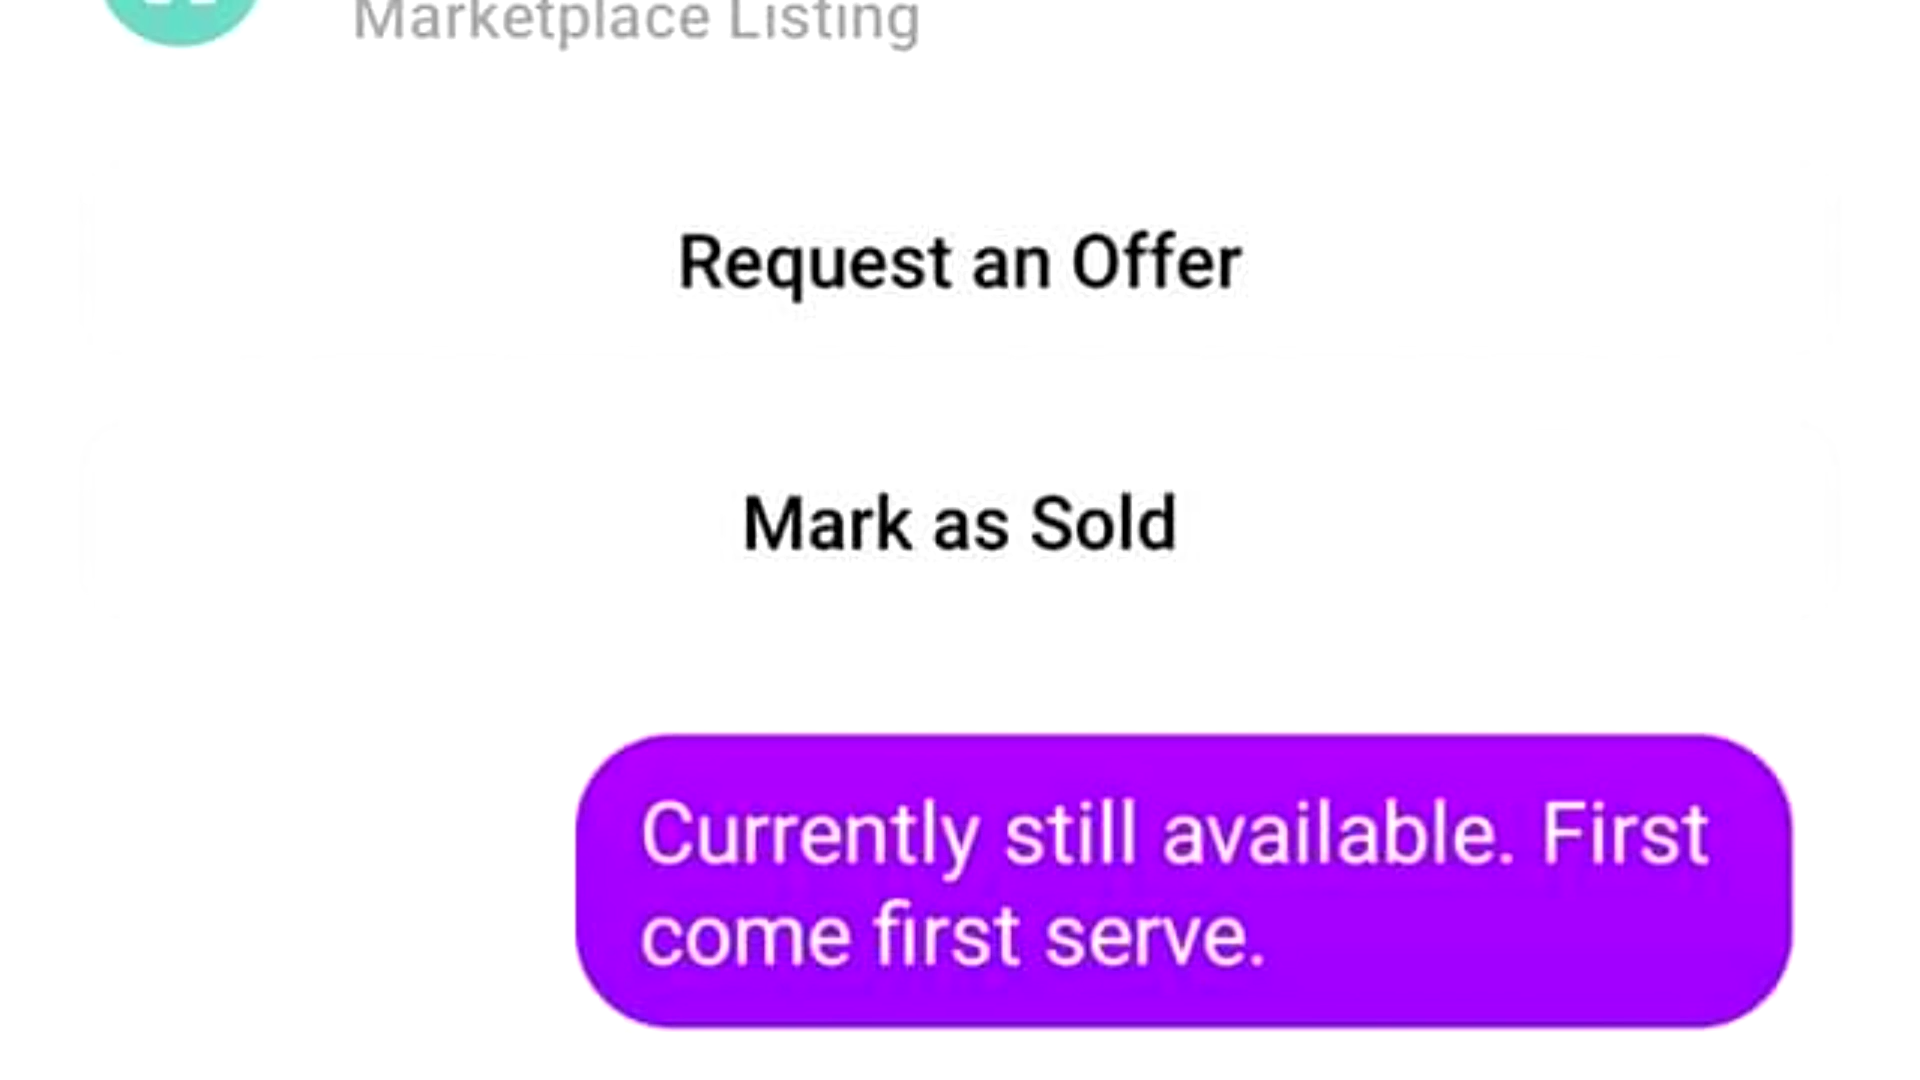 Marketplace Listing
Request an Offer
Mark as Sold
Currently still available. First
come first serve.